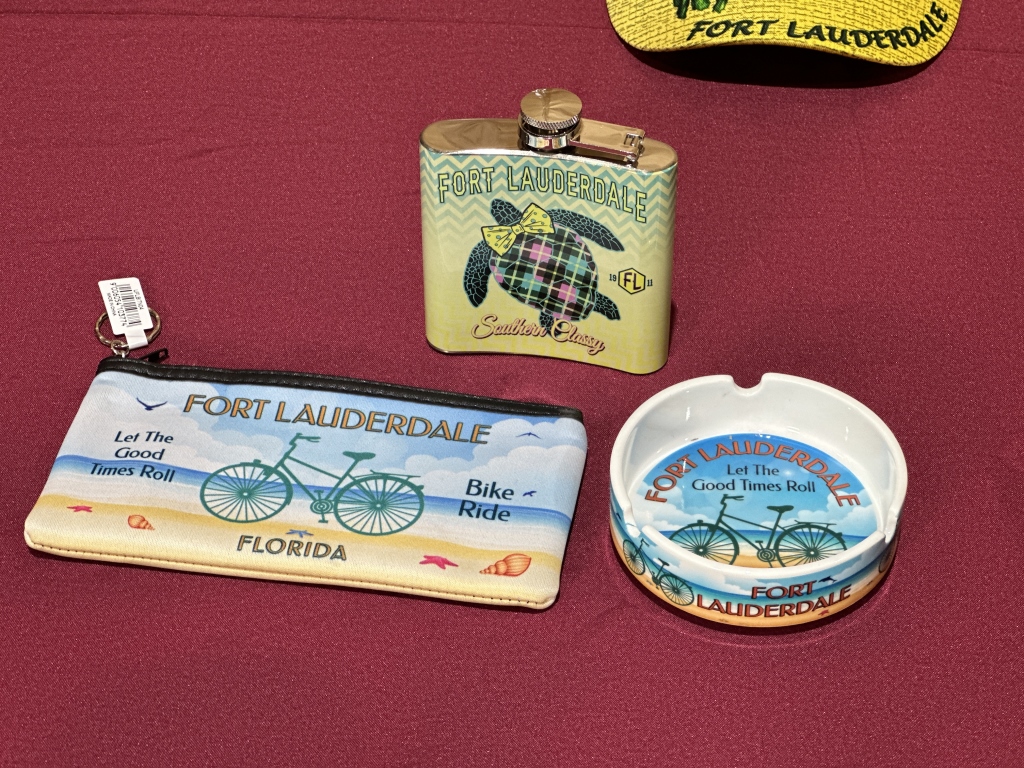 FORT LAUDERDALE
FORT LAUDERDALE
19 FL 11
Southern Classy
FORT LAUDERDALE
Let The
Good
Times Roll
Bike
Ride
FLORIDA
FORT LAUDERDALE
Let The
Good Times Roll
FORT
LAUDERDALE